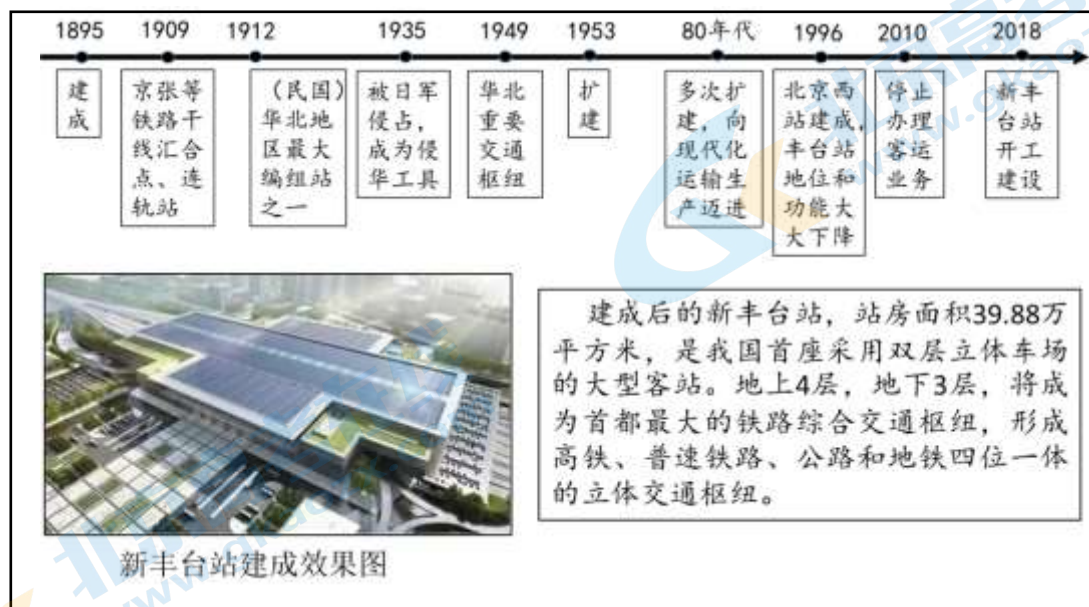 1895 1909 1912 1935 1949 1953 80年代 1996 2010 2018
建
成
京张等
铁路干
线汇合
点、连
轨站
（民国）
华北地
区最大
编组站
之一
被日军
侵占，
成为侵
华工具
华北
重要
交通
枢纽
扩
建
多次扩
建，向
现代化
运输生
产迈进
北京西
站建成，
丰台站
地位和
功能大
大下降
停止
办理
客运
业务
新丰
台站
开工
建设
建成后的新丰台站，站房面积39.88万
平方米，是我国首座采用双层立体车场
的大型客站。地上4层，地下3层，将成
为首都最大的铁路综合交通枢纽，形成
高铁、普速铁路、公路和地铁四位一体
的立体交通枢纽。
新丰台站建成效果图